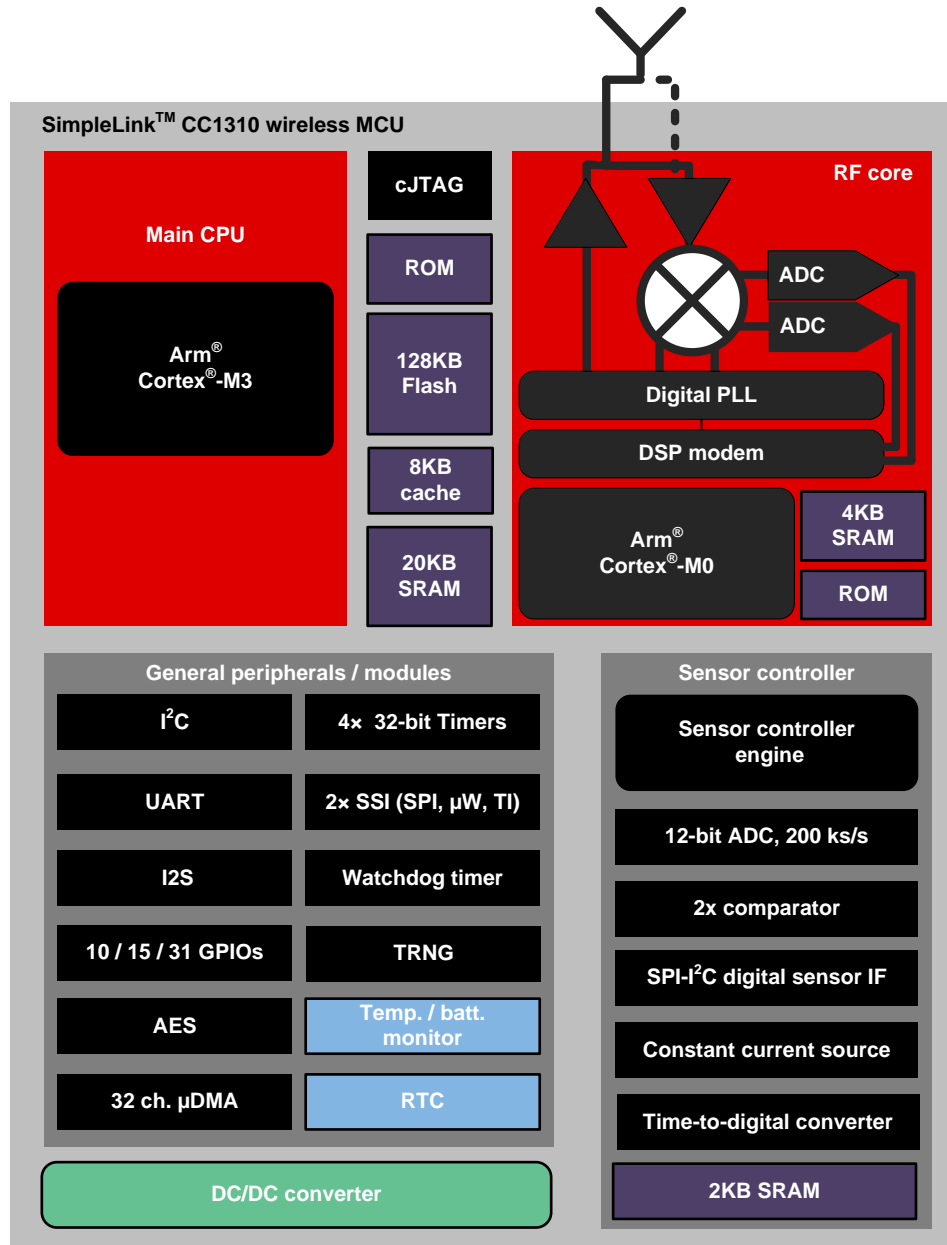 SimpleLink™ CC1310 wireless MCU
Main CPU
Arm®
Cortex®-M3
cJTAG
ROM
128KB
Flash
8KB
cache
20KB
SRAM
RF core
ADC
ADC
Digital PLL
DSP modem
Arm®
Cortex®-M0
4KB
SRAM
ROM
General peripherals / modules
I²C
4× 32-bit Timers
UART
2× SSI (SPI, µW, TI)
I2S
Watchdog timer
10 / 15 / 31 GPIOs
TRNG
AES
Temp. / batt.
monitor
32 ch. µDMA
RTC
Sensor controller
Sensor controller
engine
12-bit ADC, 200 ks/s
2x comparator
SPI-I²C digital sensor IF
Constant current source
Time-to-digital converter
2KB SRAM
DC/DC converter